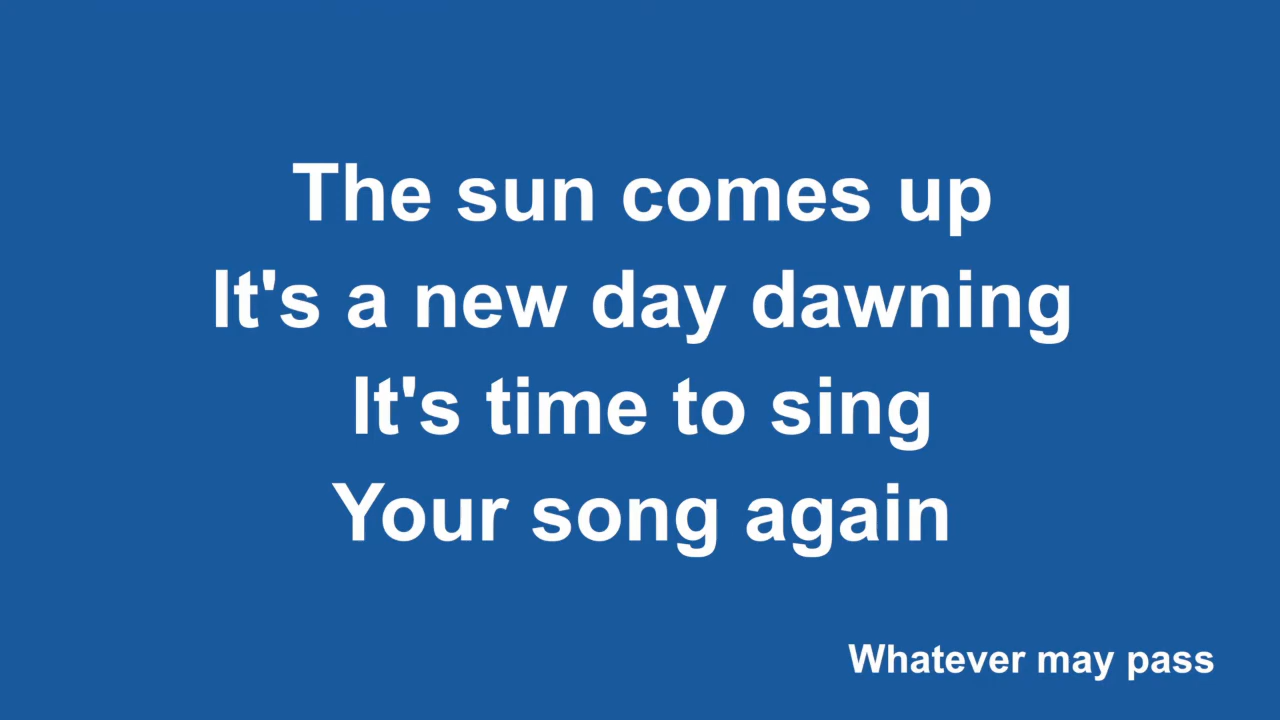 The sun comes up
It's a new day dawning
It's time to sing
Your song again
Whatever may pass